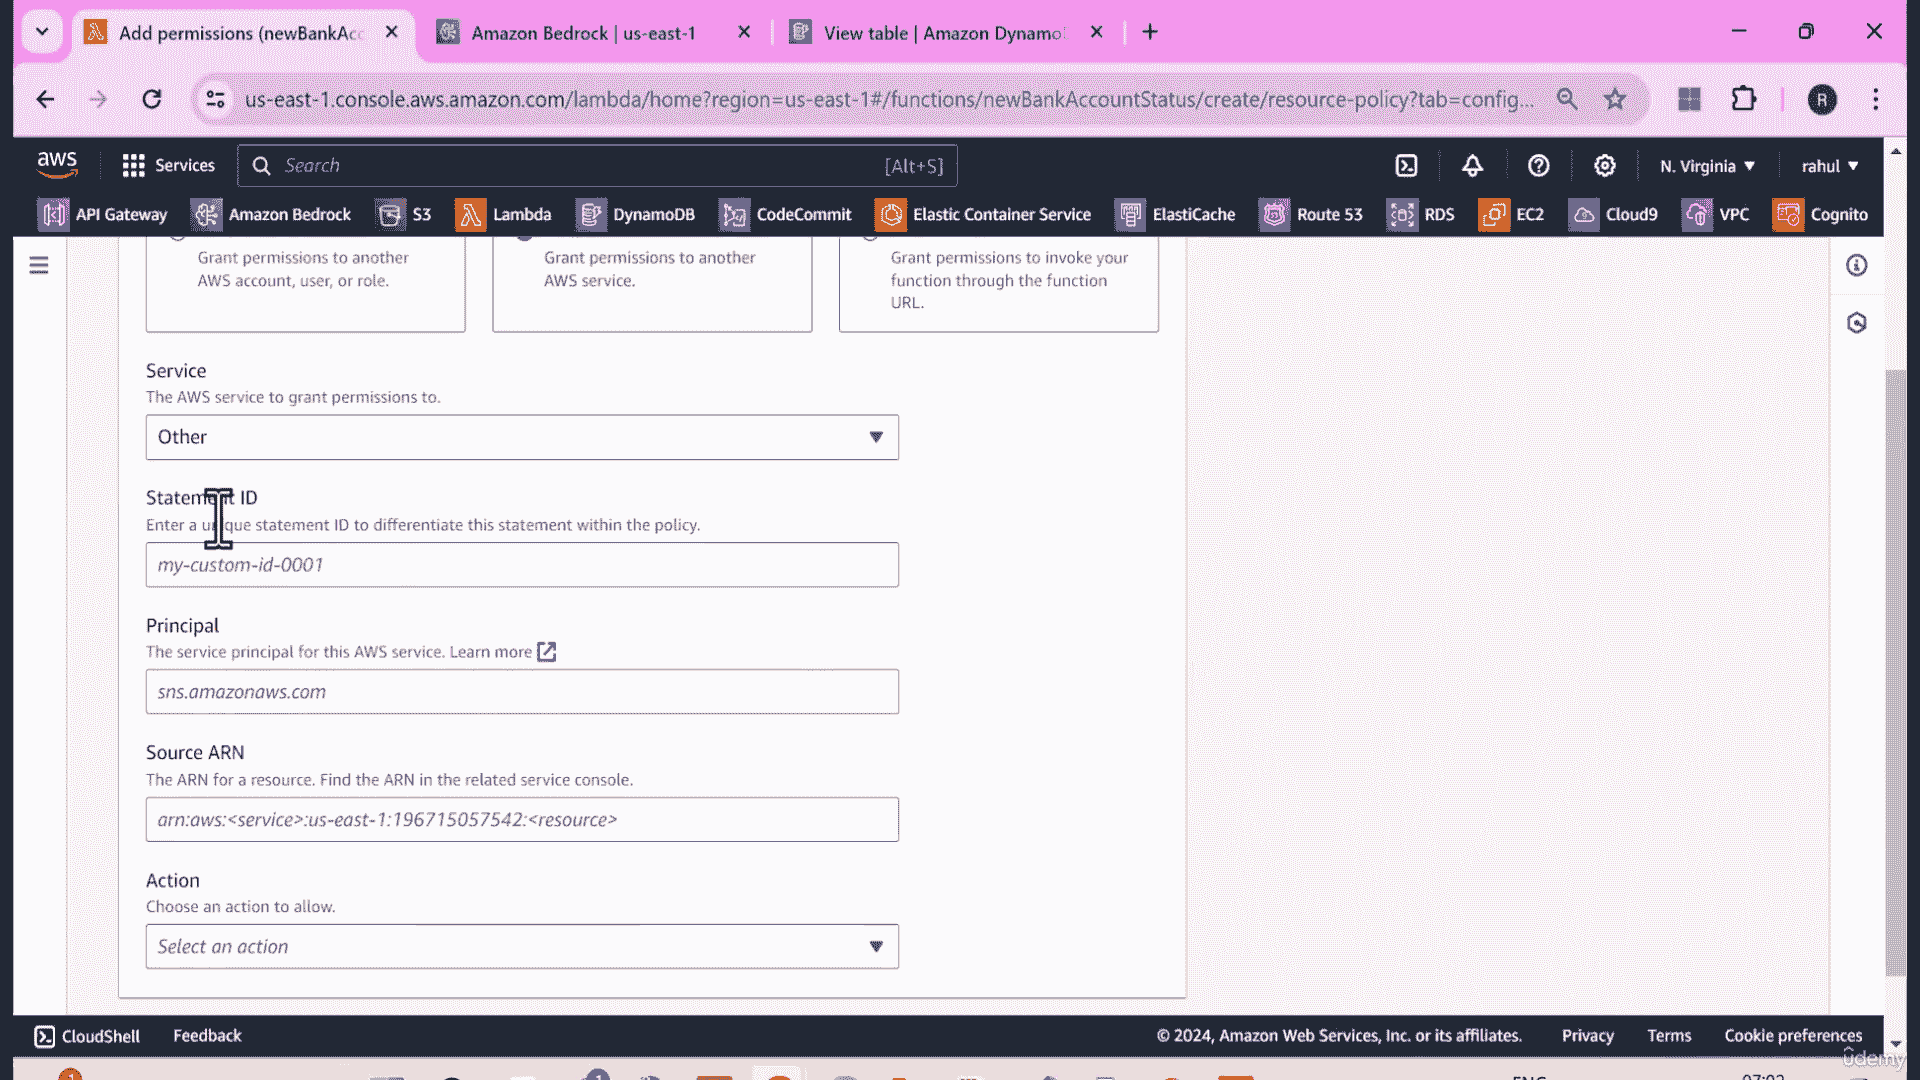 Add permissions (newBankAcc
Amazon Bedrock | us-east-1
View table | Amazon Dynamo
us-east-1.console.aws.amazon.com/lambda/home?region=us-east-1#/functions/newBankAccountStatus/create/resource-policy?tab=config...
R
aws
Services
Search
[Alt+S]
N. Virginia
rahul
API Gateway
Amazon Bedrock
S3
Lambda
DynamoDB
CodeCommit
Elastic Container Service
ElastiCache
Route 53
RDS
EC2
Cloud9
VPC
Cognito
Grant permissions to another
AWS account, user, or role.
Grant permissions to another
AWS service.
Grant permissions to invoke your
function through the function
URL.
Service
The AWS service to grant permissions to.
Other
Statement ID
Enter a unique statement ID to differentiate this statement within the policy.
my-custom-id-0001
Principal
The service principal for this AWS service. Learn more
sns.amazonaws.com
Source ARN
The ARN for a resource. Find the ARN in the related service console.
arn:aws:<service>:us-east-1:196715057542:<resource>
Action
Choose an action to allow.
Select an action
CloudShell
Feedback
© 2024, Amazon Web Services, Inc. or its affiliates.
Privacy
Terms
Cookie preferences
udemy